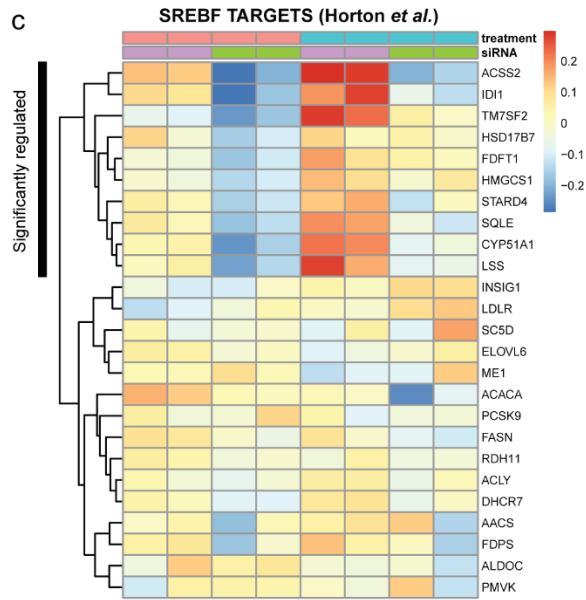 C
SREBF TARGETS (Horton et al.)
treatment
siRNA
Significantly regulated
ACSS2
IDI1
TM7SF2
HSD17B7
FDFT1
HMGCS1
STARD4
SQLE
CYP51A1
LSS
INSIG1
LDLR
SC5D
ELOVL6
ME1
ACACA
PCSK9
FASN
RDH11
ACLY
DHCR7
AACS
FDPS
ALDOC
PMVK
0.2
0.1
0
−0.1
−0.2